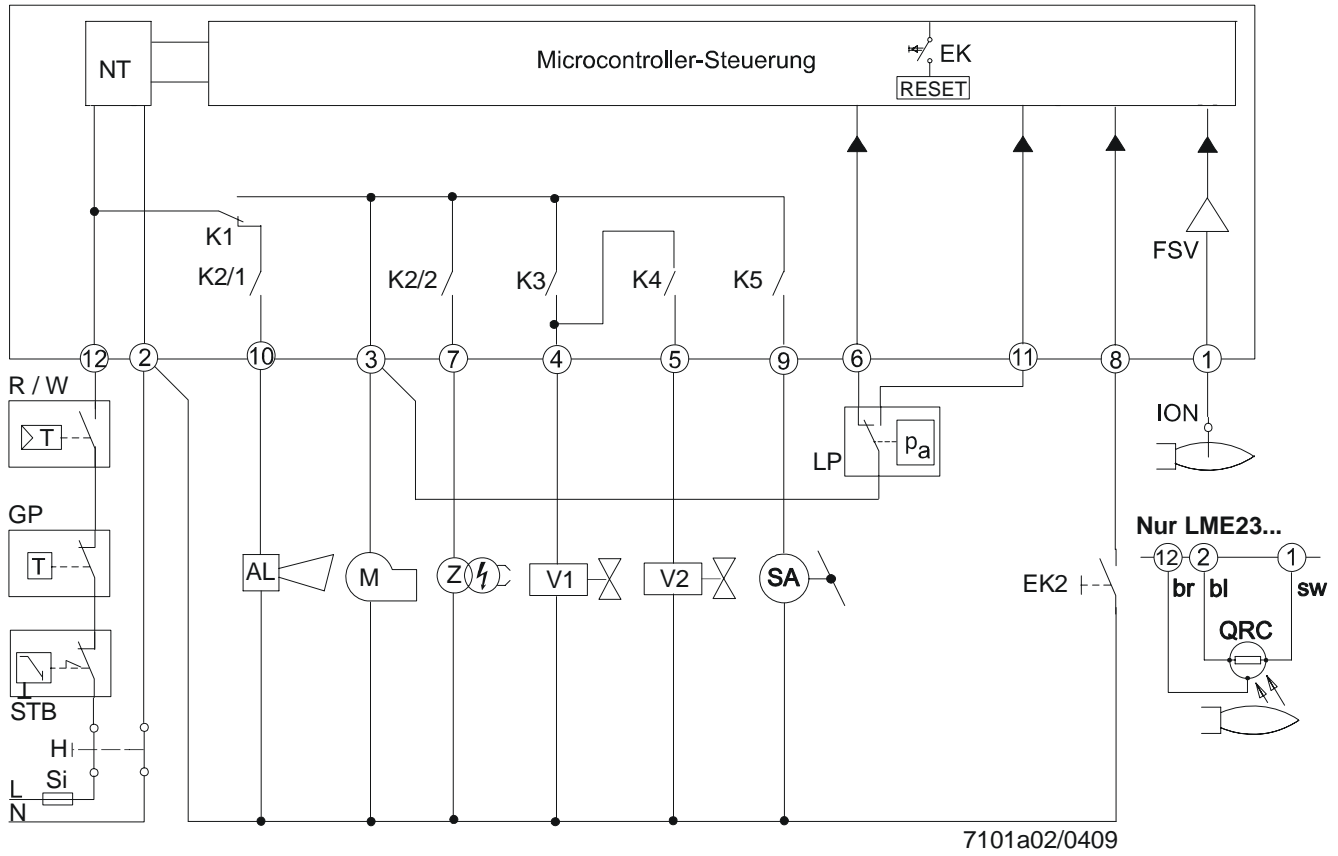 NT
Microcontroller-Steuerung
EK
RESET
FSV
K1
K2/1
K2/2
K3
K4
K5
12
2
10
3
7
4
5
9
6
11
8
1
R / W
T
GP
T
STB
H
Si
L
N
AL
M
Z
V1
V2
SA
LP
pa
EK2
ION
Nur LME23...
12
2
1
br
bl
sw
QRC
7101a02/0409